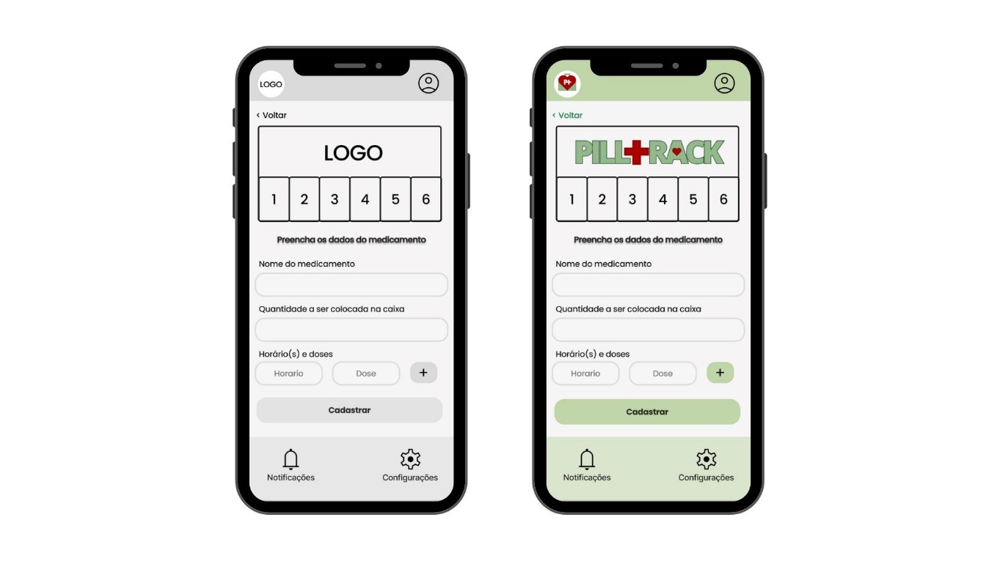 LOGO
< Voltar
LOGO
1 2 3 4 5 6
Preencha os dados do medicamento
Nome do medicamento
Quantidade a ser colocada na caixa
Horário(s) e doses
Horario Dose +
Cadastrar
Notificações Configurações
P+
< Voltar
PILL+RACK
1 2 3 4 5 6
Preencha os dados do medicamento
Nome do medicamento
Quantidade a ser colocada na caixa
Horário(s) e doses
Horario Dose +
Cadastrar
Notificações Configurações